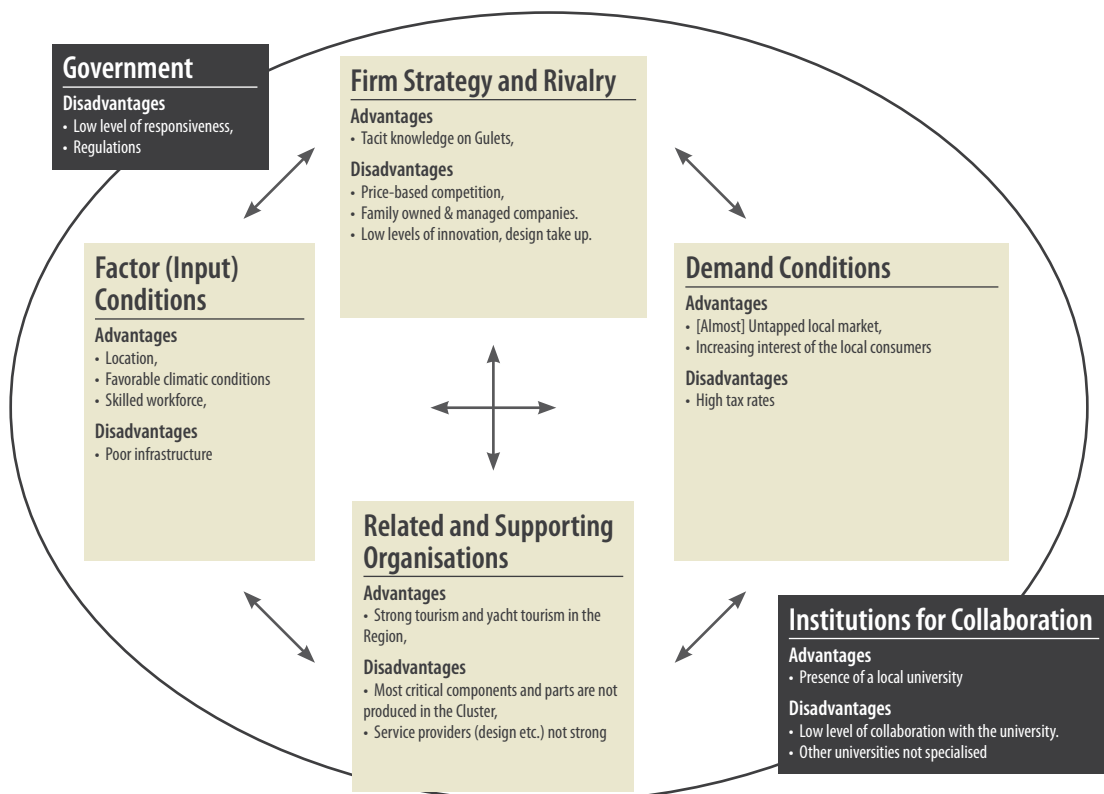 Government
Disadvantages
• Low level of responsiveness,
• Regulations
Firm Strategy and Rivalry
Advantages
• Tacit knowledge on Gulets,
Disadvantages
• Price-based competition,
• Family owned & managed companies.
• Low levels of innovation, design take up.
Factor (Input)
Conditions
Advantages
• Location,
• Favorable climatic conditions
• Skilled workforce,
Disadvantages
• Poor infrastructure
Demand Conditions
Advantages
• [Almost] Untapped local market,
• Increasing interest of the local consumers
Disadvantages
• High tax rates
Related and Supporting
Organisations
Advantages
• Strong tourism and yacht tourism in the
Region,
Disadvantages
• Most critical components and parts are not
produced in the Cluster,
• Service providers (design etc.) not strong
Institutions for Collaboration
Advantages
• Presence of a local university
Disadvantages
• Low level of collaboration with the university.
• Other universities not specialised